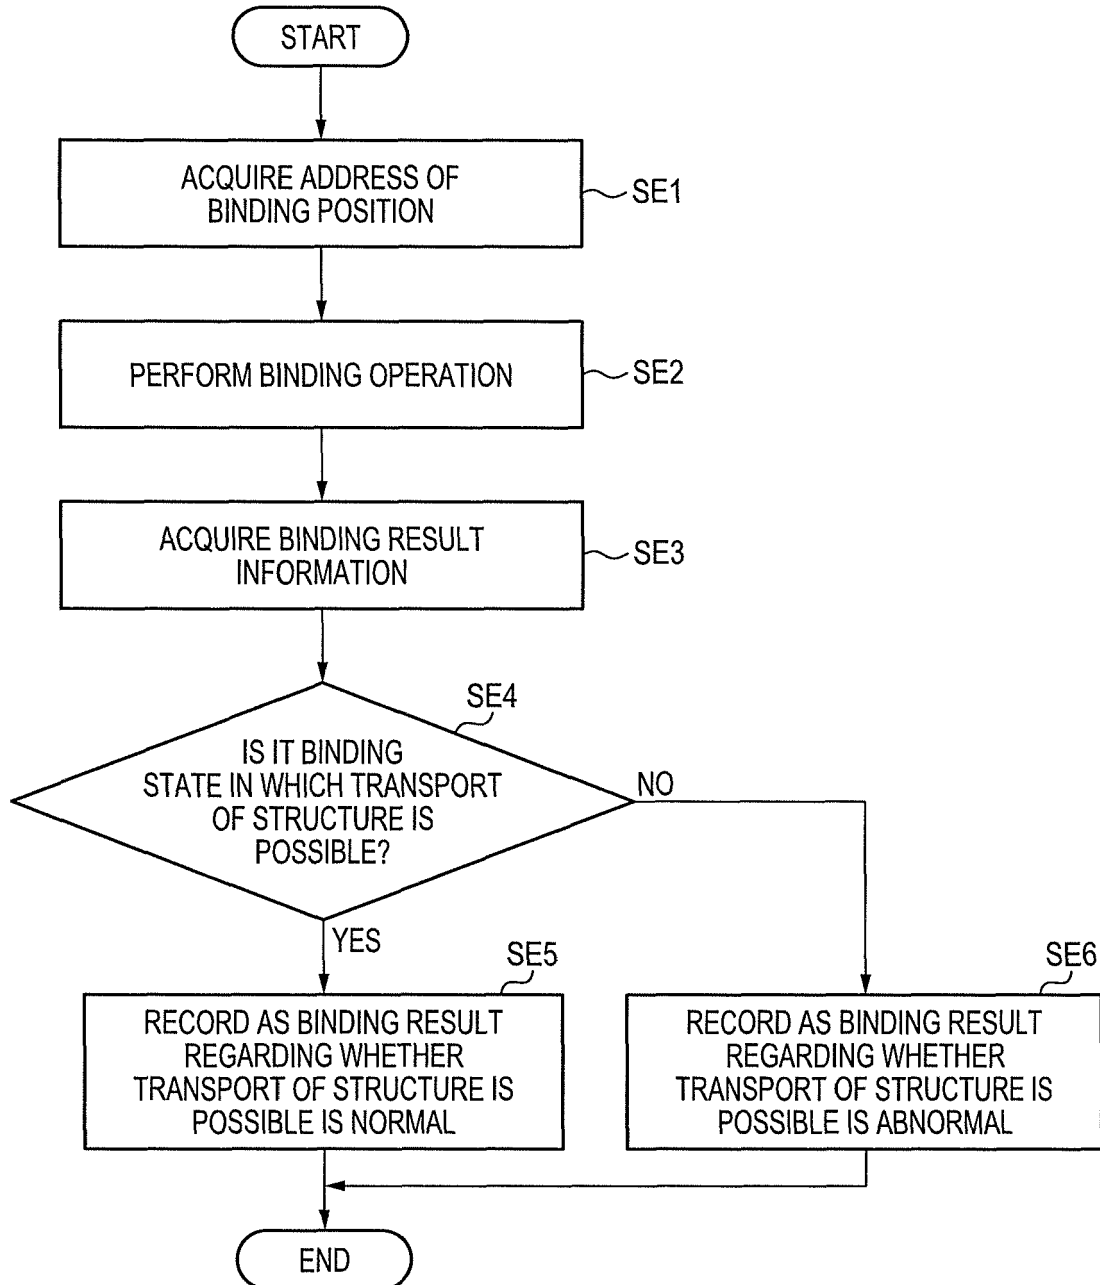 START
ACQUIRE ADDRESS OF
BINDING POSITION
SE1
PERFORM BINDING OPERATION
SE2
ACQUIRE BINDING RESULT
INFORMATION
SE3
SE4
IS IT BINDING
STATE IN WHICH TRANSPORT
OF STRUCTURE IS
POSSIBLE?
NO
YES
SE5
RECORD AS BINDING RESULT
REGARDING WHETHER
TRANSPORT OF STRUCTURE IS
POSSIBLE IS NORMAL
SE6
RECORD AS BINDING RESULT
REGARDING WHETHER
TRANSPORT OF STRUCTURE IS
POSSIBLE IS ABNORMAL
END